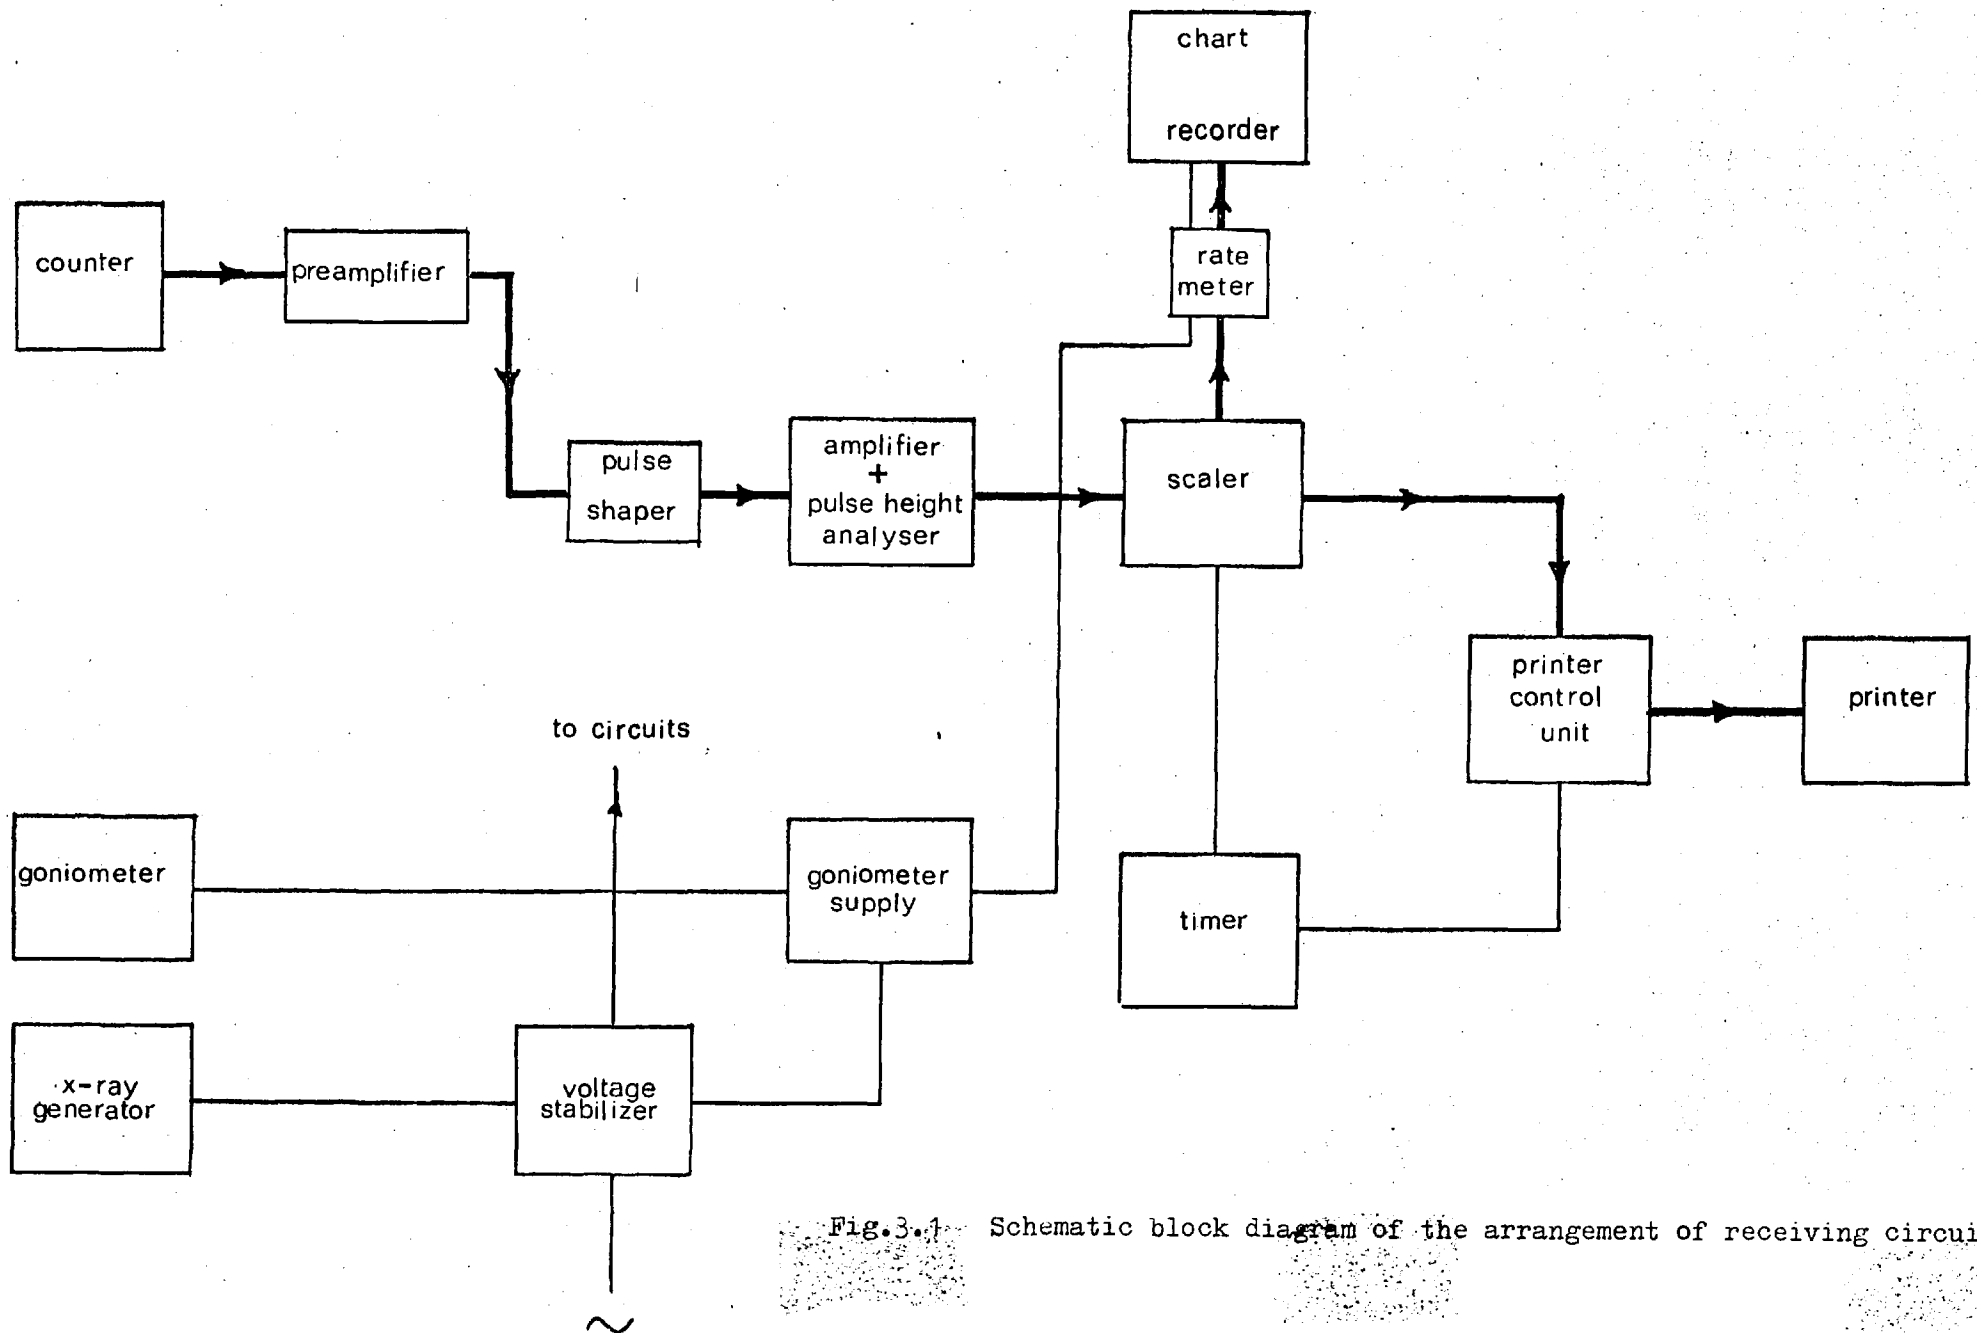 chart
recorder
counter
preamplifier
rate
meter
pulse
shaper
amplifier
+
pulse height
analyser
scaler
printer
control
unit
printer
to circuits
goniometer
goniometer
supply
timer
x-ray
generator
voltage
stabilizer
Fig.3.1 Schematic block diagram of the arrangement of receiving circui
~